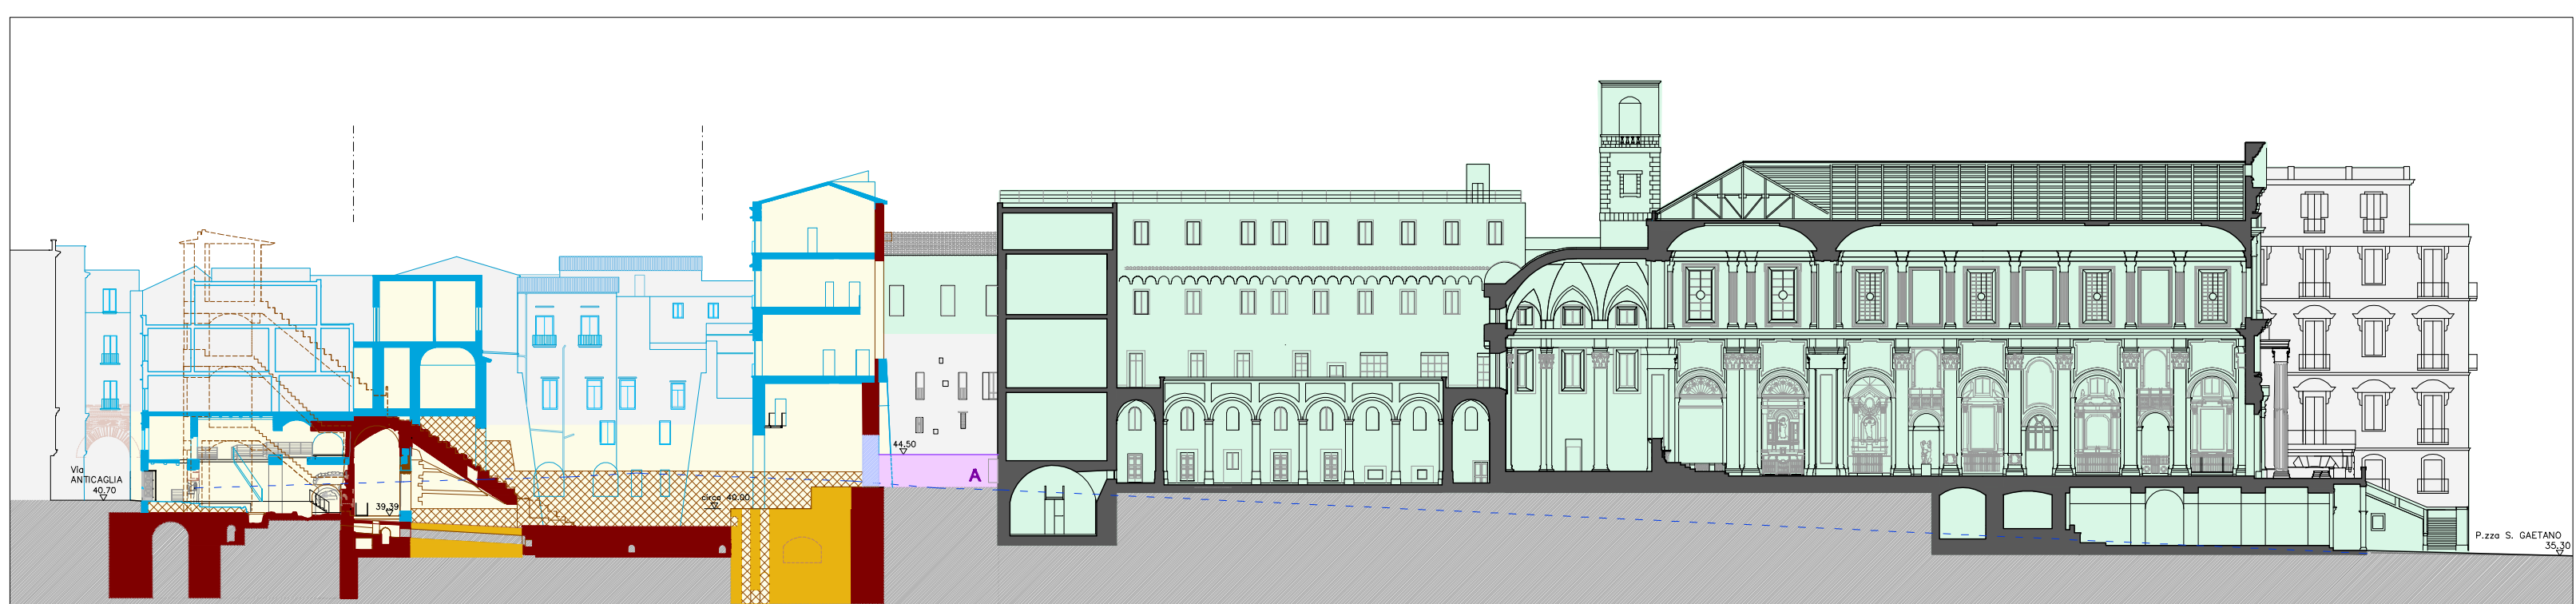 Via
ANTICAGLIA
40,70
39,39
circa 40.00
44,50
A
P.zza S. GAETANO
35,30